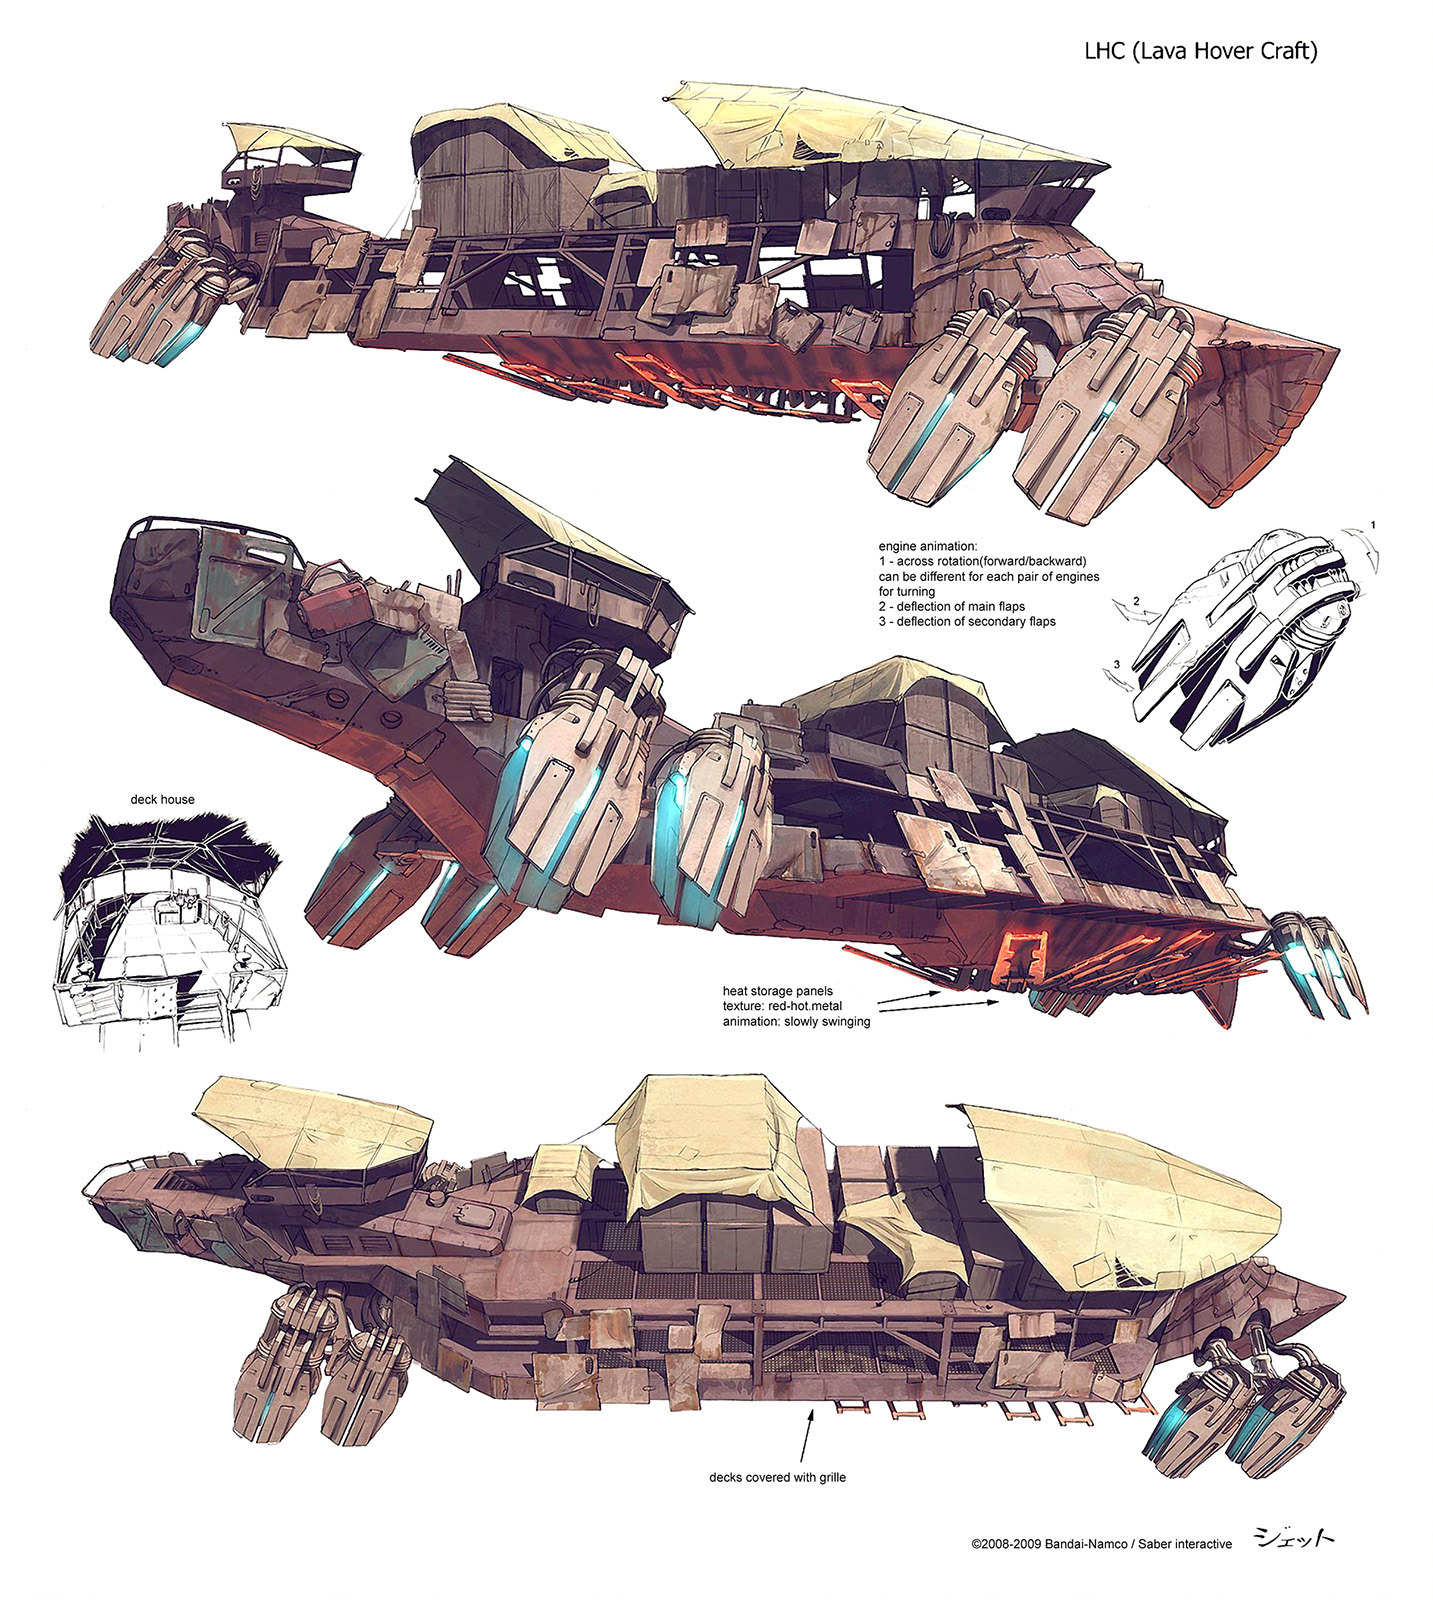 LHC (Lava Hover Craft)
engine animation:
1 - across rotation(forward/backward)
can be different for each pair of engines
for turning
2 - deflection of main flaps
3 - deflection of secondary flaps
1
2
3
deck house
heat storage panels
texture: red-hot.metal
animation: slowly swinging
decks covered with grille
©2008-2009 Bandai-Namco / Saber interactive
ジェット